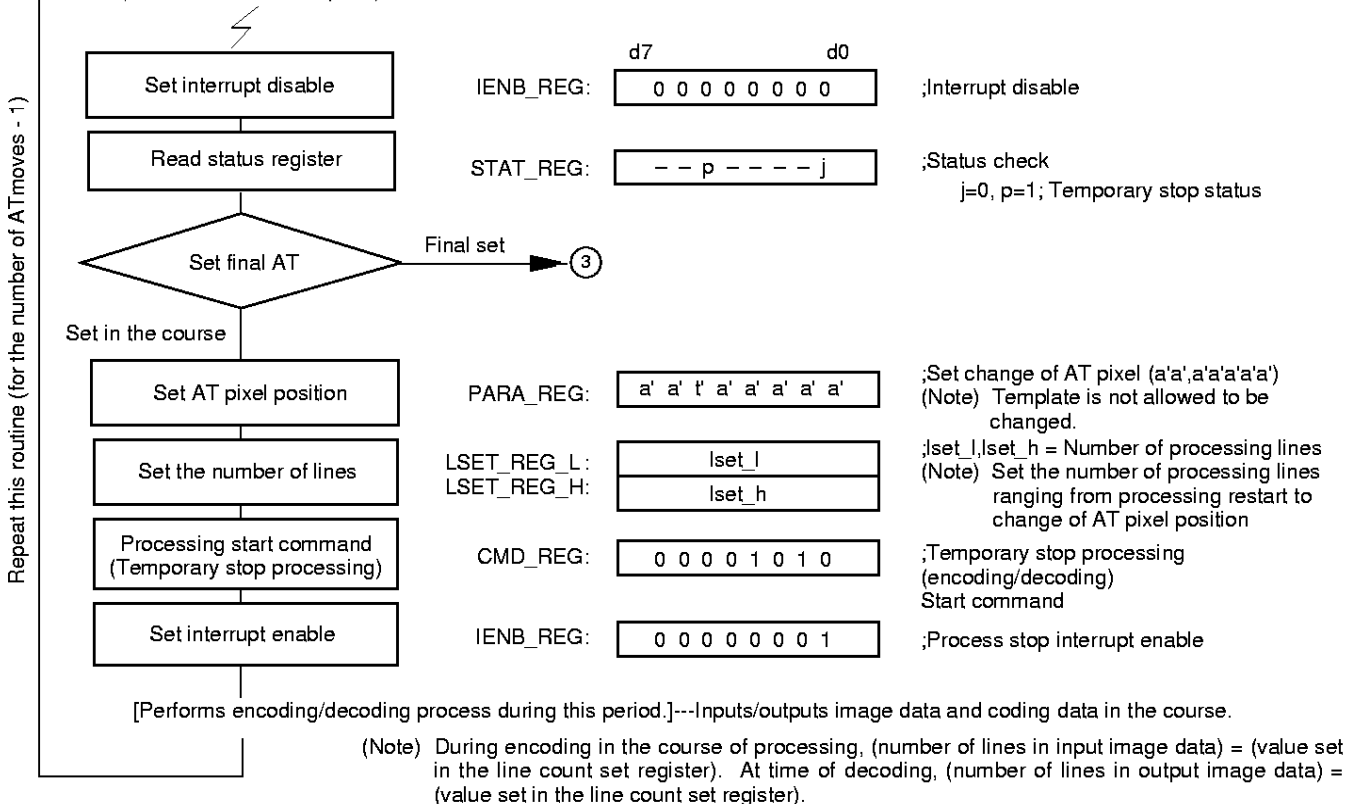 d7 d0
Set interrupt disable IENB_REG: 0 0 0 0 0 0 0 0 ;Interrupt disable
Read status register STAT_REG: – – p – – – – j ;Status check
j=0, p=1; Temporary stop status
Set final AT Final set 3
Set in the course
Set AT pixel position PARA_REG: a' a' t' a' a' a' a' a' ;Set change of AT pixel (a'a',a'a'a'a'a')
(Note) Template is not allowed to be
changed.
Set the number of lines LSET_REG_L : lset_l ;lset_l,lset_h = Number of processing lines
LSET_REG_H: lset_h (Note) Set the number of processing lines
ranging from processing restart to
change of AT pixel position
Processing start command
(Temporary stop processing) CMD_REG: 0 0 0 0 1 0 1 0 ;Temporary stop processing
(encoding/decoding)
Start command
Set interrupt enable IENB_REG: 0 0 0 0 0 0 0 1 ;Process stop interrupt enable
Repeat this routine (for the number of ATmoves - 1)
[Performs encoding/decoding process during this period.]---Inputs/outputs image data and coding data in the course.
(Note) During encoding in the course of processing, (number of lines in input image data) = (value set
in the line count set register). At time of decoding, (number of lines in output image data) =
(value set in the line count set register).